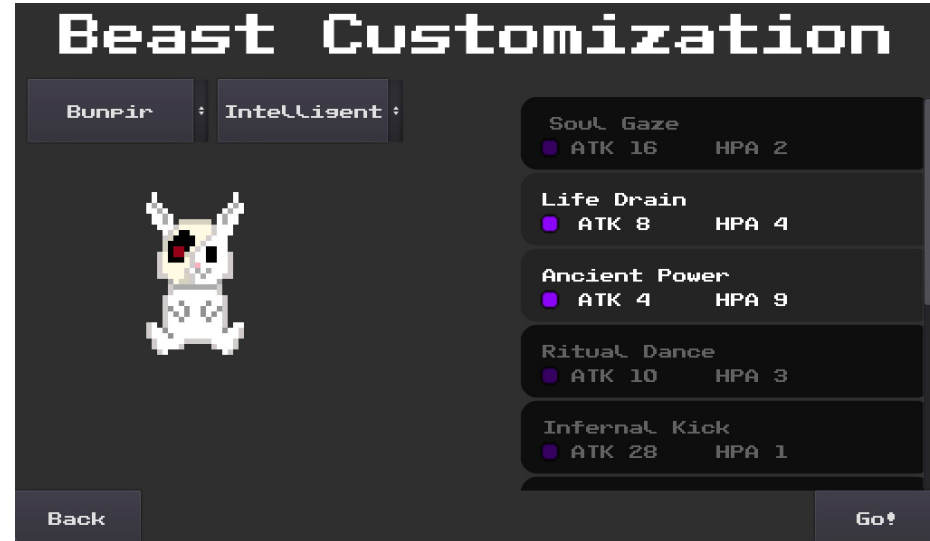 Beast Customization
Bunpir
Intelligent
Soul Gaze
ATK 16 HPA 2
Life Drain
ATK 8 HPA 4
Ancient Power
ATK 4 HPA 9
Ritual Dance
ATK 10 HPA 3
Infernal Kick
ATK 28 HPA 1
Back
Go!